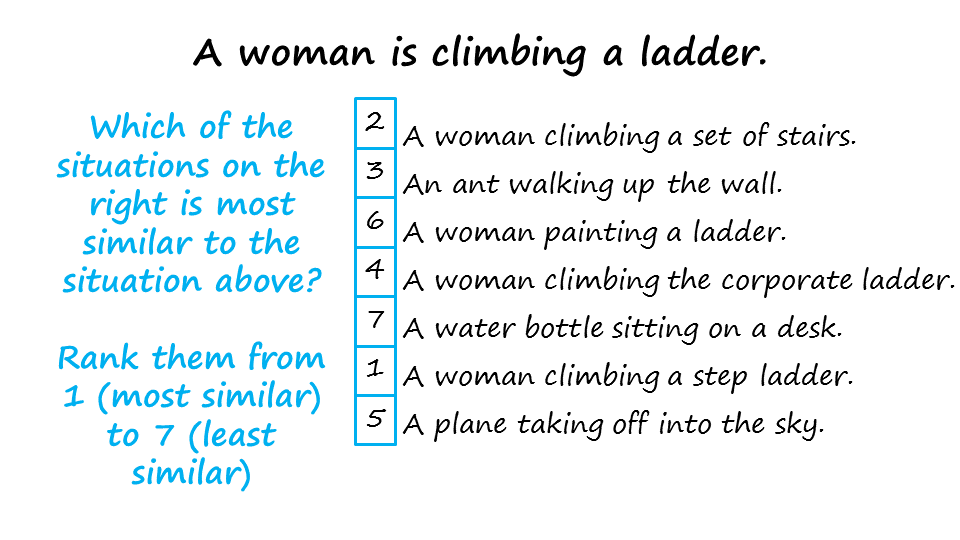 A woman is climbing a ladder.
Which of the
situations on the
right is most
similar to the
situation above?
Rank them from
1 (most similar)
to 7 (least
similar)
2 A woman climbing a set of stairs.
3 An ant walking up the wall.
6 A woman painting a ladder.
4 A woman climbing the corporate ladder.
7 A water bottle sitting on a desk.
1 A woman climbing a step ladder.
5 A plane taking off into the sky.